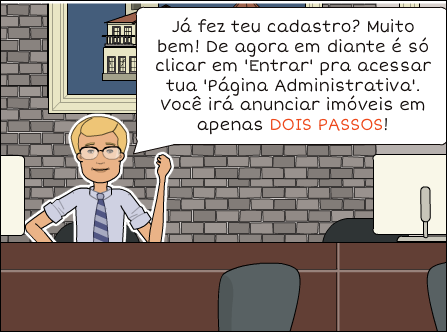 Já fez teu cadastro? Muito
bem! De agora em diante é só
clicar em 'Entrar' pra acessar
tua 'Página Administrativa'.
Você irá anunciar imóveis em
apenas DOIS PASSOS!